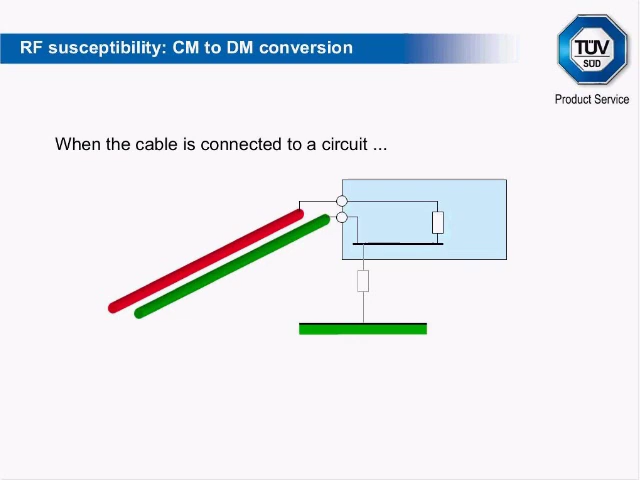 RF susceptibility: CM to DM conversion
TÜV
SÜD
Product Service
When the cable is connected to a circuit ...